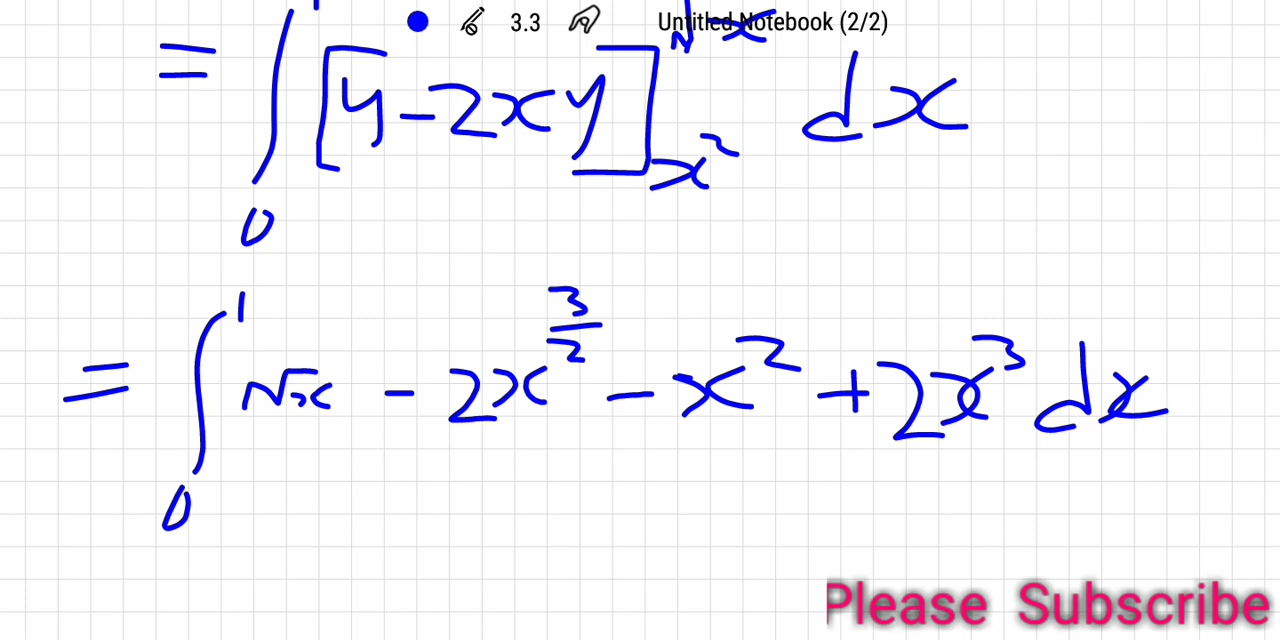 3.3 Untitled Notebook (2/2)
= ∫₀¹ [y - 2xy]_{x²}^{√x} dx
= ∫₀¹ √x - 2x^{3/2} - x² + 2x³ dx
Please Subscribe